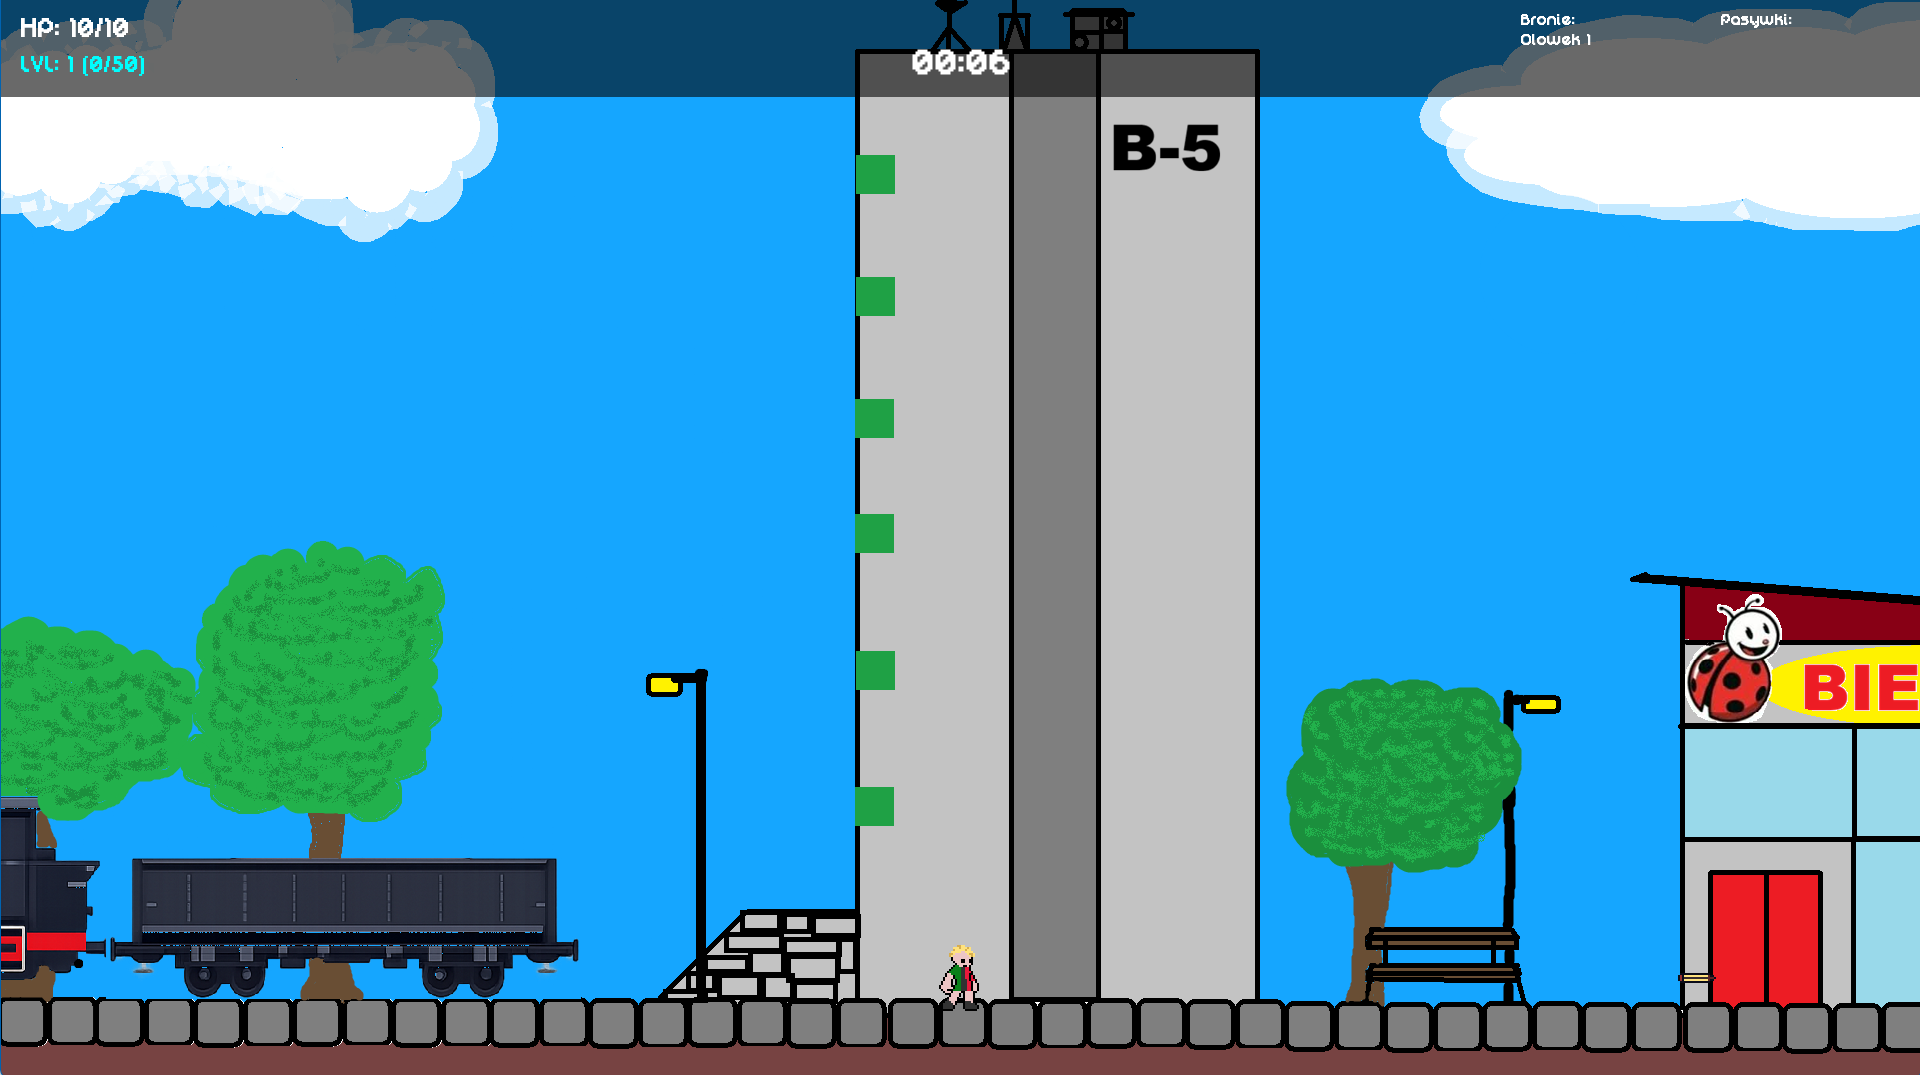 HP: 10/10
LVL: 1 (0/50)
00:06
Bronie:
Olowek 1
Pasywki:
B-5
BIE